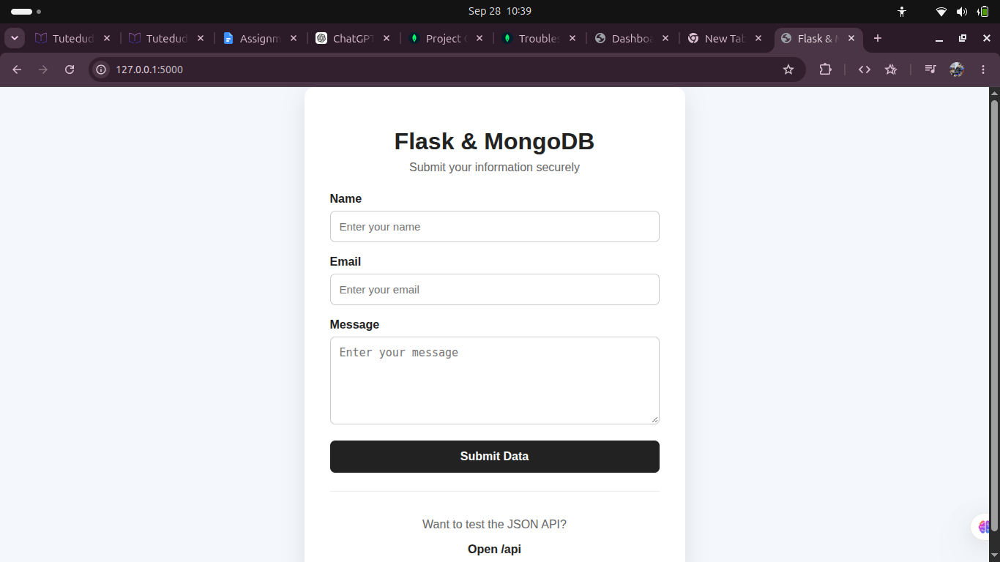 Sep 28 10:39
Tutedud
Tutedud
Assignm
ChatGPT
Project
Troubles
Dashboa
New Tab
Flask & M
127.0.0.1:5000
Flask & MongoDB
Submit your information securely
Name
Enter your name
Email
Enter your email
Message
Enter your message
Submit Data
Want to test the JSON API?
Open /api